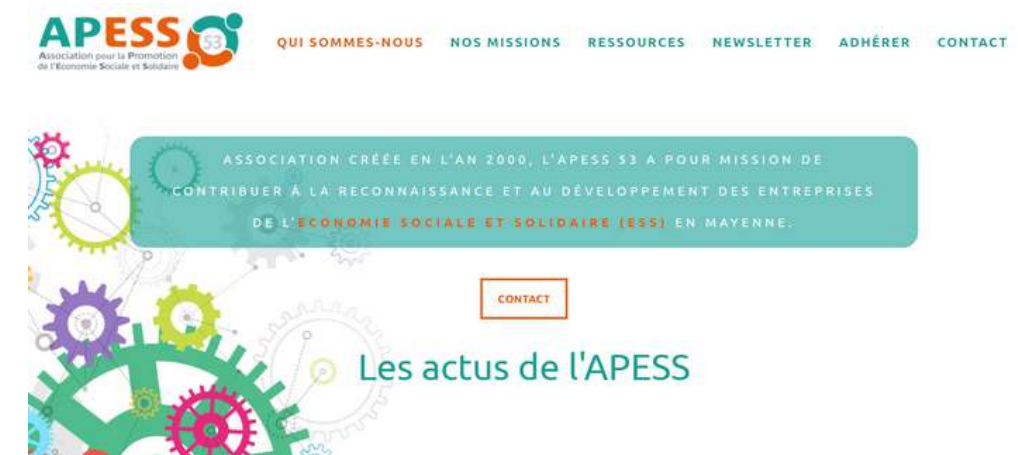 APESS 53
Association pour la Promotion
de l'Economie Sociale et Solidaire
QUI SOMMES-NOUS NOS MISSIONS RESSOURCES NEWSLETTER ADHÉRER CONTACT
ASSOCIATION CRÉÉE EN L'AN 2000, L'APESS 53 A POUR MISSION DE
CONTRIBUER À LA RECONNAISSANCE ET AU DÉVELOPPEMENT DES ENTREPRISES
DE L'ECONOMIE SOCIALE ET SOLIDAIRE (ESS) EN MAYENNE.
CONTACT
Les actus de l'APESS